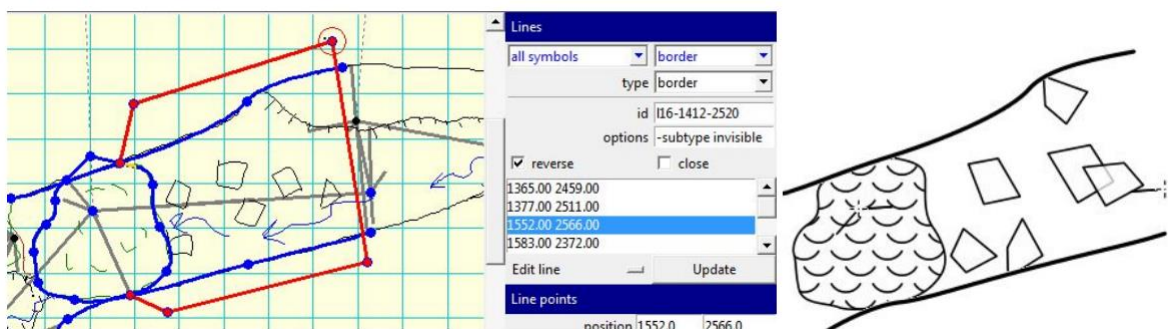 Lines
all symbols border
type border
id l16-1412-2520
options -subtype invisible
reverse close
1365.00 2459.00
1377.00 2511.00
1552.00 2566.00
1583.00 2372.00
Edit line Update
Line points
position 1552.0 2566.0